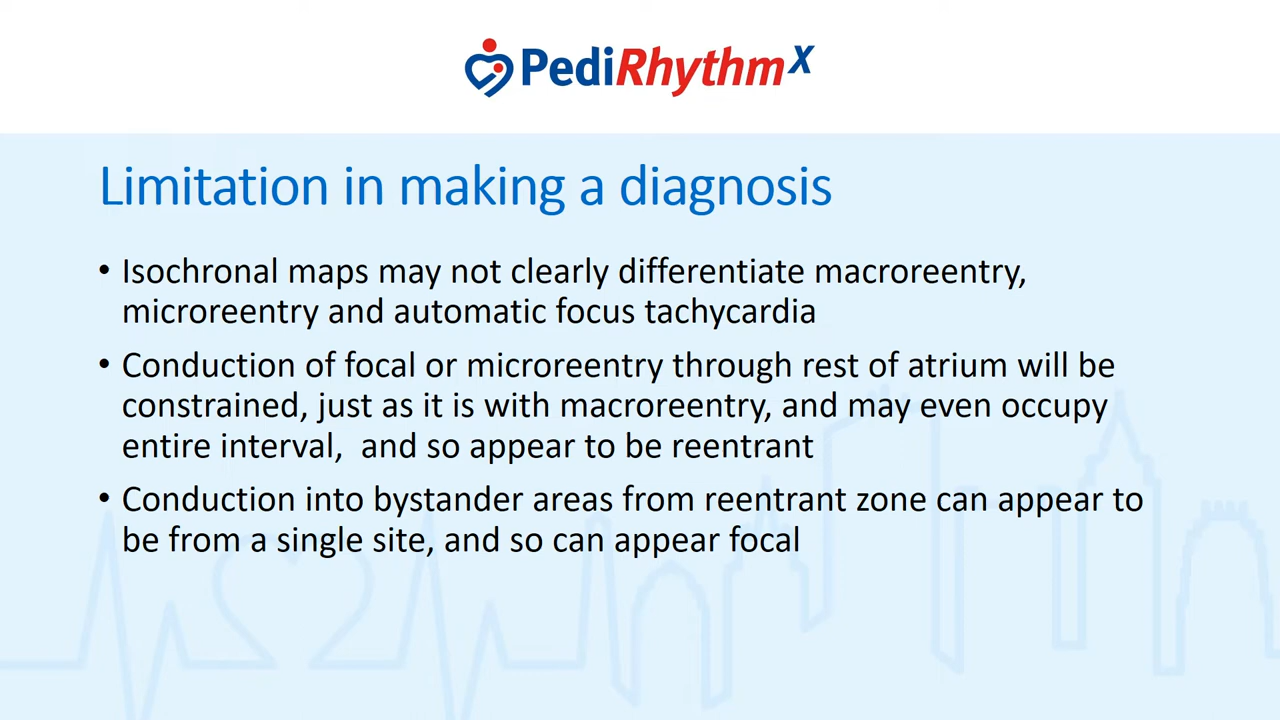 PediRhythm X
Limitation in making a diagnosis
• Isochronal maps may not clearly differentiate macroreentry,
microreentry and automatic focus tachycardia
• Conduction of focal or microreentry through rest of atrium will be
constrained, just as it is with macroreentry, and may even occupy
entire interval,  and so appear to be reentrant
• Conduction into bystander areas from reentrant zone can appear to
be from a single site, and so can appear focal